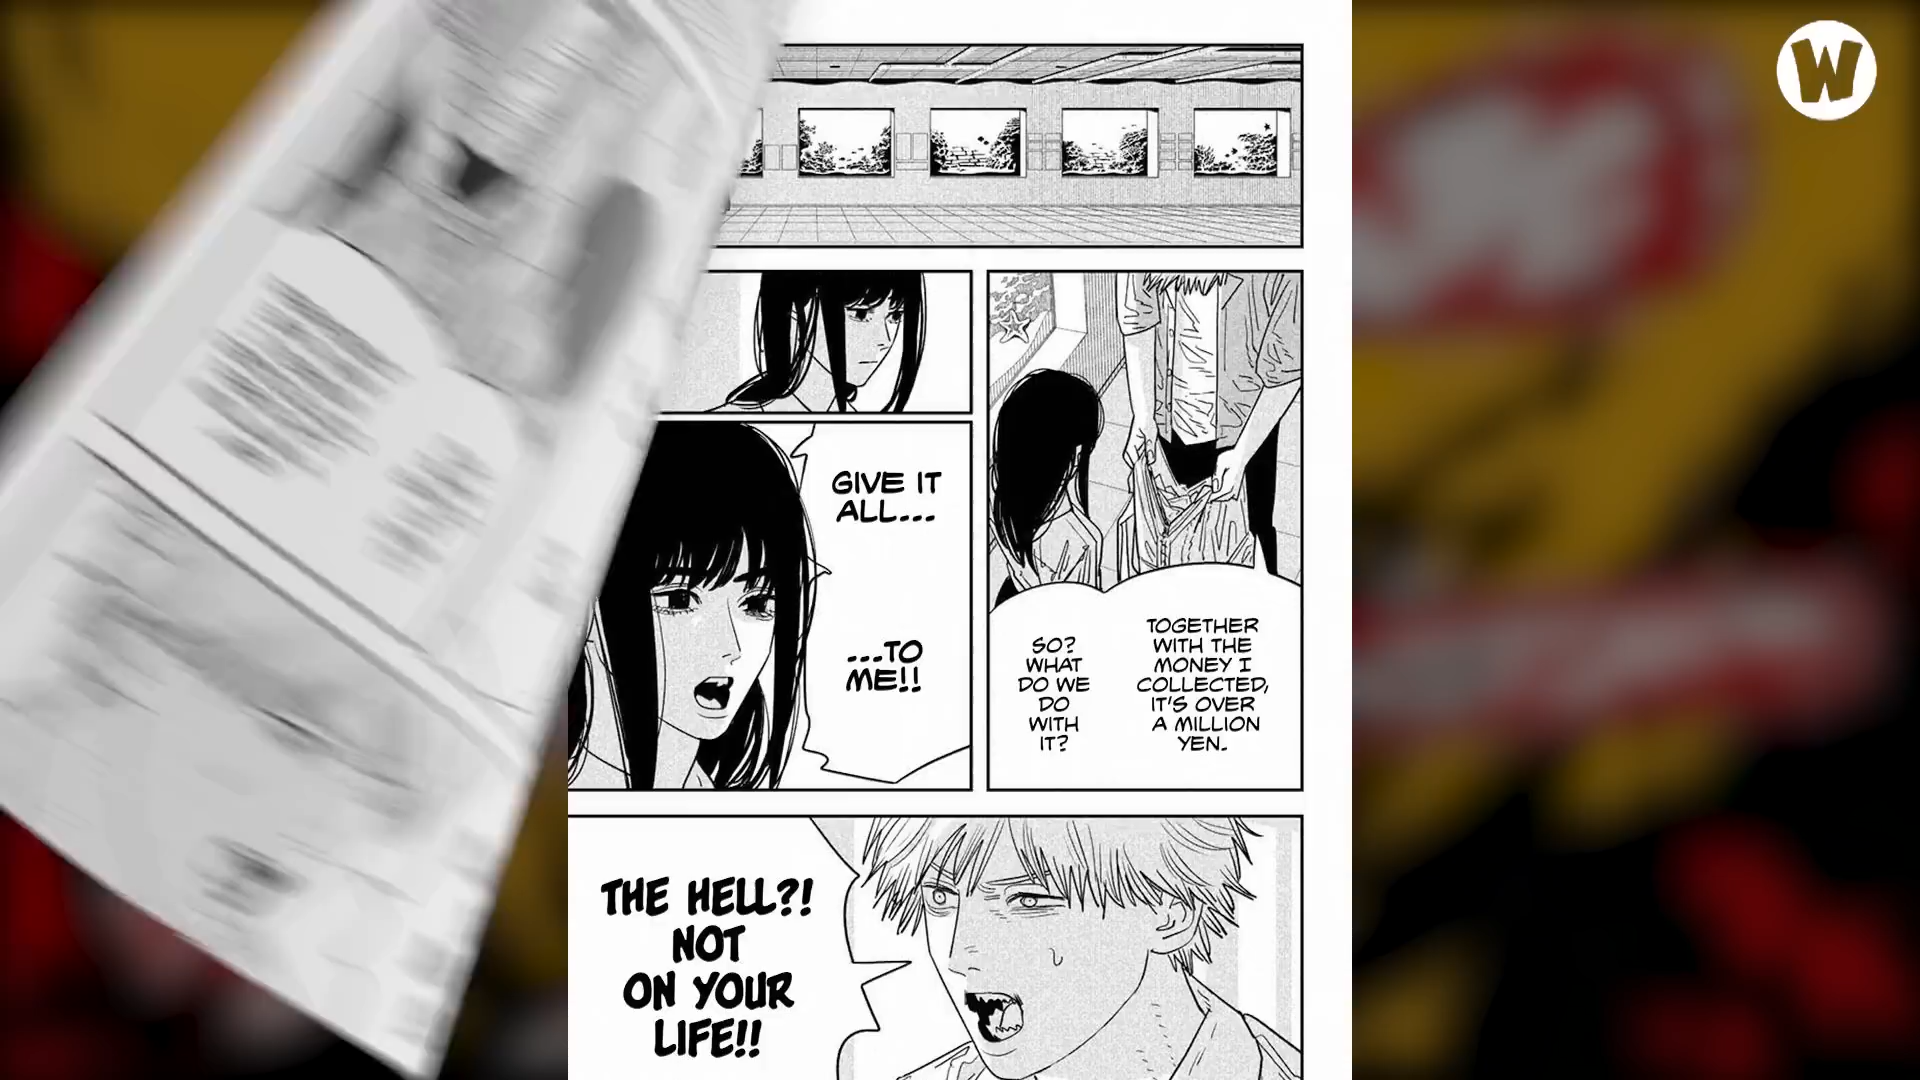 W
TOGETHER
WITH THE
MONEY I
COLLECTED,
IT'S OVER
A MILLION
YEN.
SO?
WHAT
DO WE
DO
WITH
IT?
GIVE IT
ALL...
...TO
ME!!
THE HELL?!
NOT
ON YOUR
LIFE!!